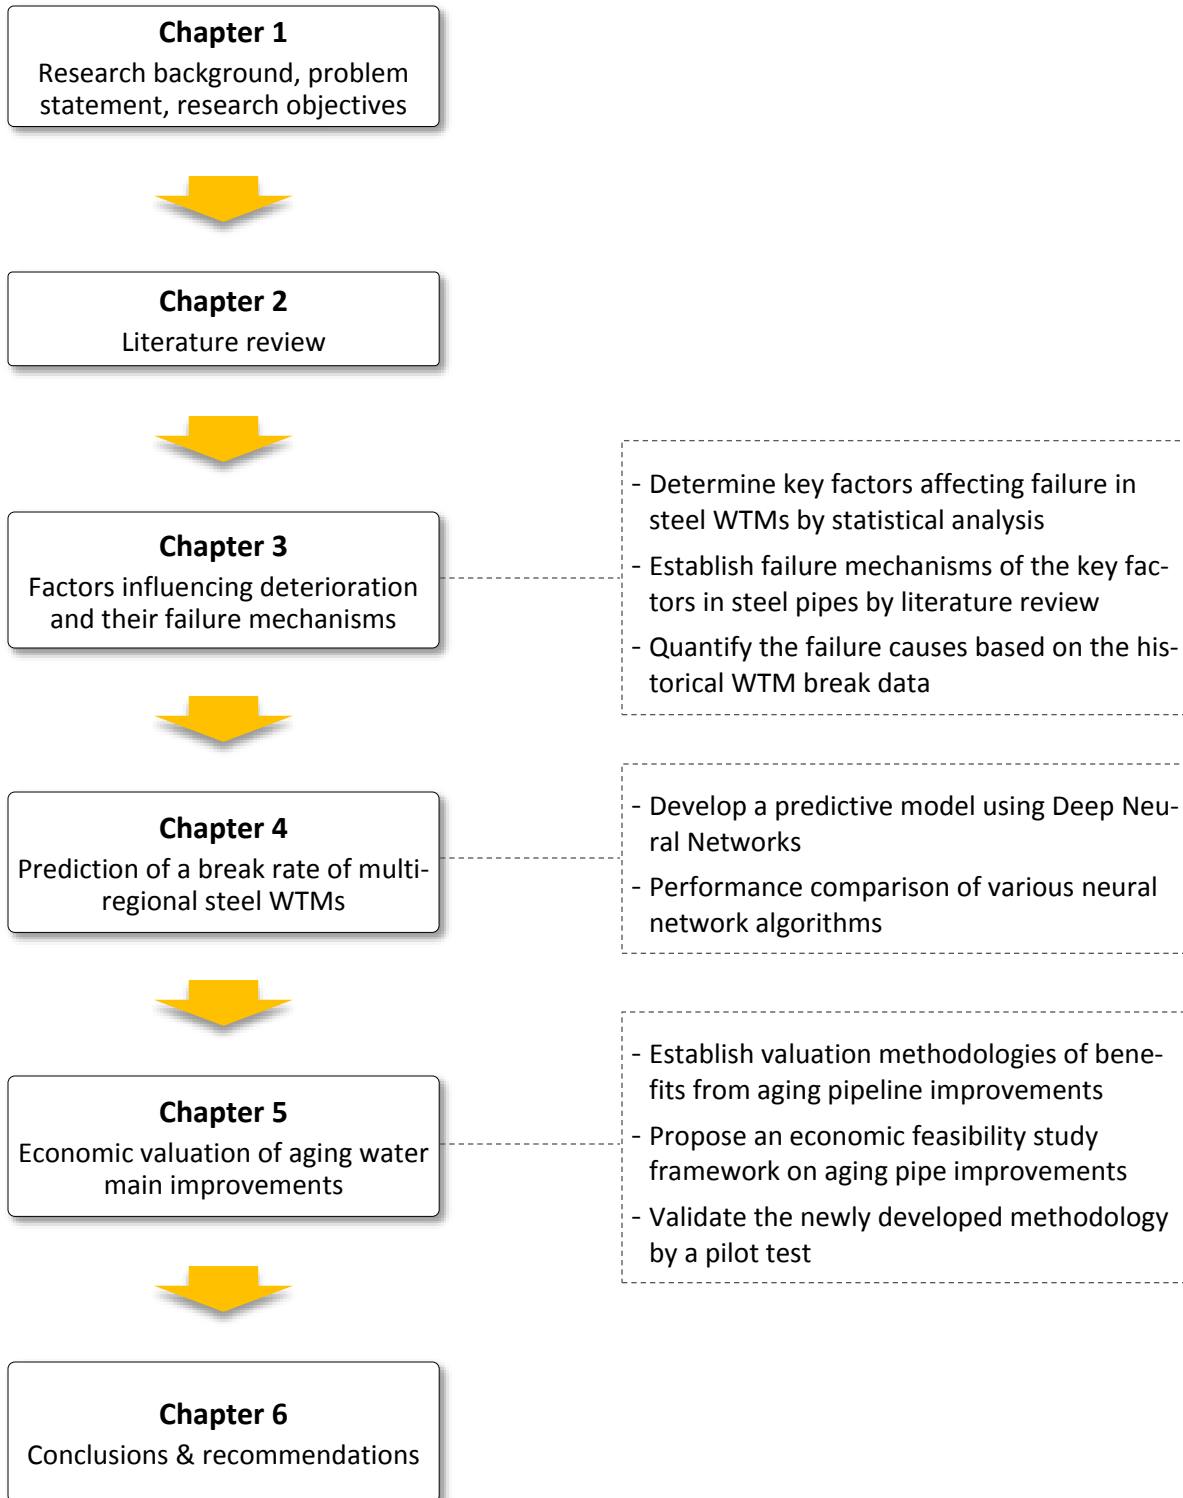 Chapter 1
Research background, problem
statement, research objectives
Chapter 2
Literature review
Chapter 3
Factors influencing deterioration
and their failure mechanisms
- Determine key factors affecting failure in
steel WTMs by statistical analysis
- Establish failure mechanisms of the key fac-
tors in steel pipes by literature review
- Quantify the failure causes based on the his-
torical WTM break data
Chapter 4
Prediction of a break rate of multi-
regional steel WTMs
- Develop a predictive model using Deep Neu-
ral Networks
- Performance comparison of various neural
network algorithms
Chapter 5
Economic valuation of aging water
main improvements
- Establish valuation methodologies of bene-
fits from aging pipeline improvements
- Propose an economic feasibility study
framework on aging pipe improvements
- Validate the newly developed methodology
by a pilot test
Chapter 6
Conclusions & recommendations